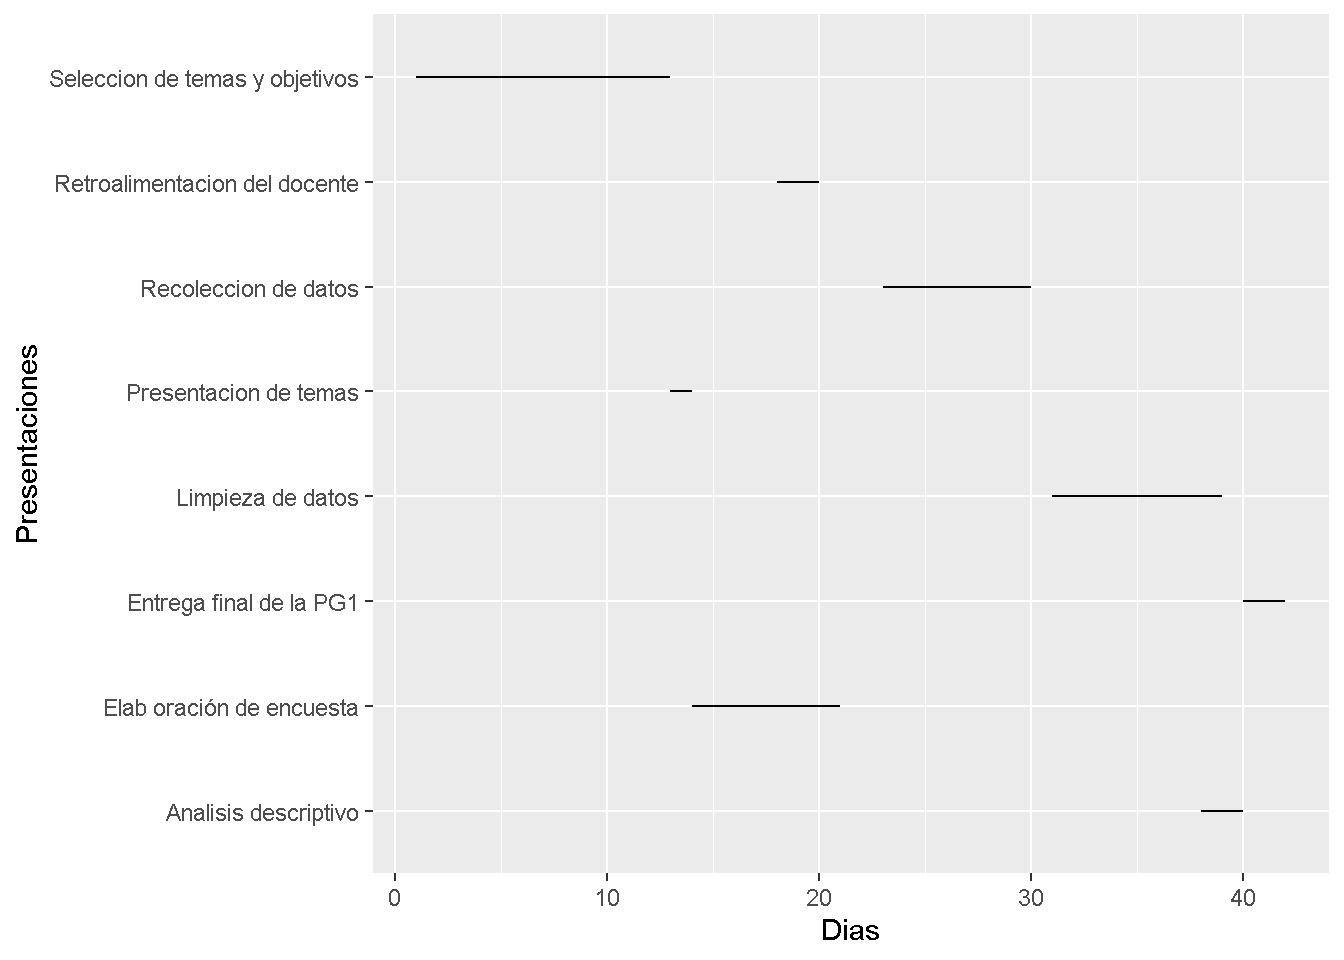 Presentaciones
Seleccion de temas y objetivos
Retroalimentacion del docente
Recoleccion de datos
Presentacion de temas
Limpieza de datos
Entrega final de la PG1
Elab oración de encuesta
Analisis descriptivo
0 10 20 30 40
Dias